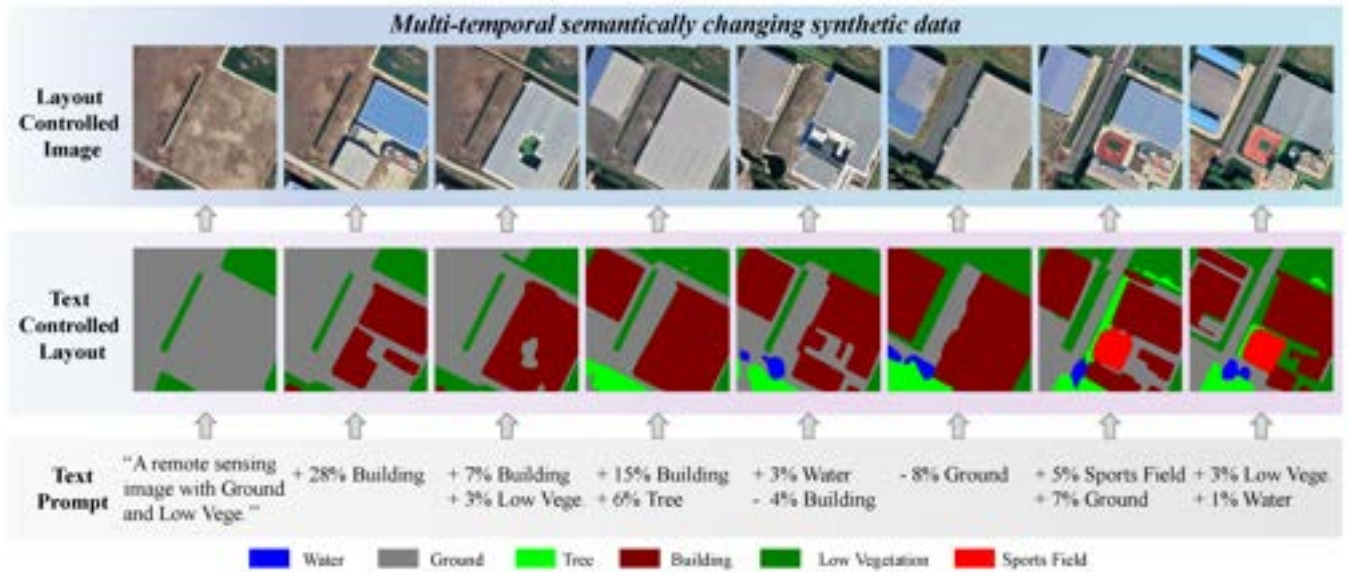 Multi-temporal semantically changing synthetic data
Layout
Controlled
Image
Text
Controlled
Layout
Text
Prompt
"A remote sensing
image with Ground
and Low Vege."
+ 28% Building
+ 7% Building
+ 3% Low Vege.
+ 15% Building
+ 6% Tree
+ 3% Water
- 4% Building
- 8% Ground
+ 5% Sports Field
+ 7% Ground
+ 3% Low Vege.
+ 1% Water
Water Ground Tree Building Low Vegetation Sports Field